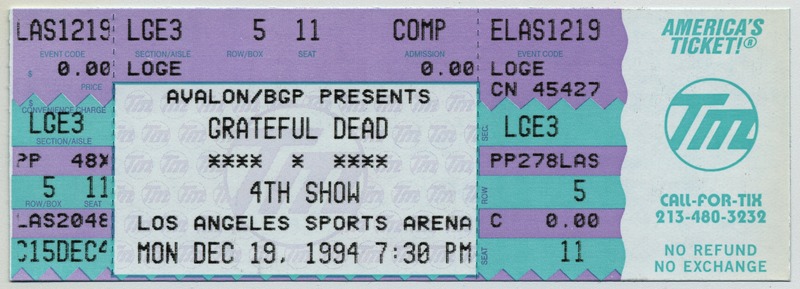 LAS1219
EVENT CODE
$ 0.00
PRICE
CONVENIENCE CHARGE
LGE3
SECTION/AISLE
PP 48X
5 11
ROW/BOX SEAT
LAS2048
C15DEC4
LGE3 5 11 COMP
SECTION/AISLE ROW/BOX SEAT ADMISSION
LOGE 0.00
AVALON/BGP PRESENTS
GRATEFUL DEAD
**** * ****
4TH SHOW
LOS ANGELES SPORTS ARENA
MON DEC 19, 1994 7:30 PM
ELAS1219
EVENT CODE
LOGE
CN 45427
SEC. LGE3
PP278LAS
ROW 5
C 0.00
SEAT 11
AMERICA'S
TICKET!®
Tm
CALL-FOR-TIX
213-480-3232
NO REFUND
NO EXCHANGE